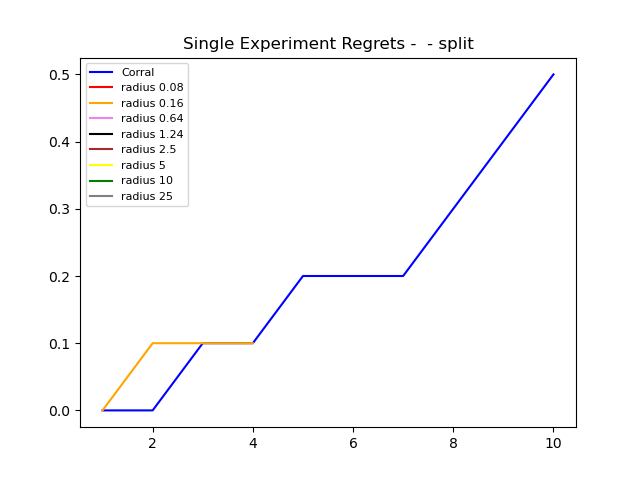 Single Experiment Regrets -  - split
0.5
0.4
0.3
0.2
0.1
0.0
Corral
radius 0.08
radius 0.16
radius 0.64
radius 1.24
radius 2.5
radius 5
radius 10
radius 25
2 4 6 8 10